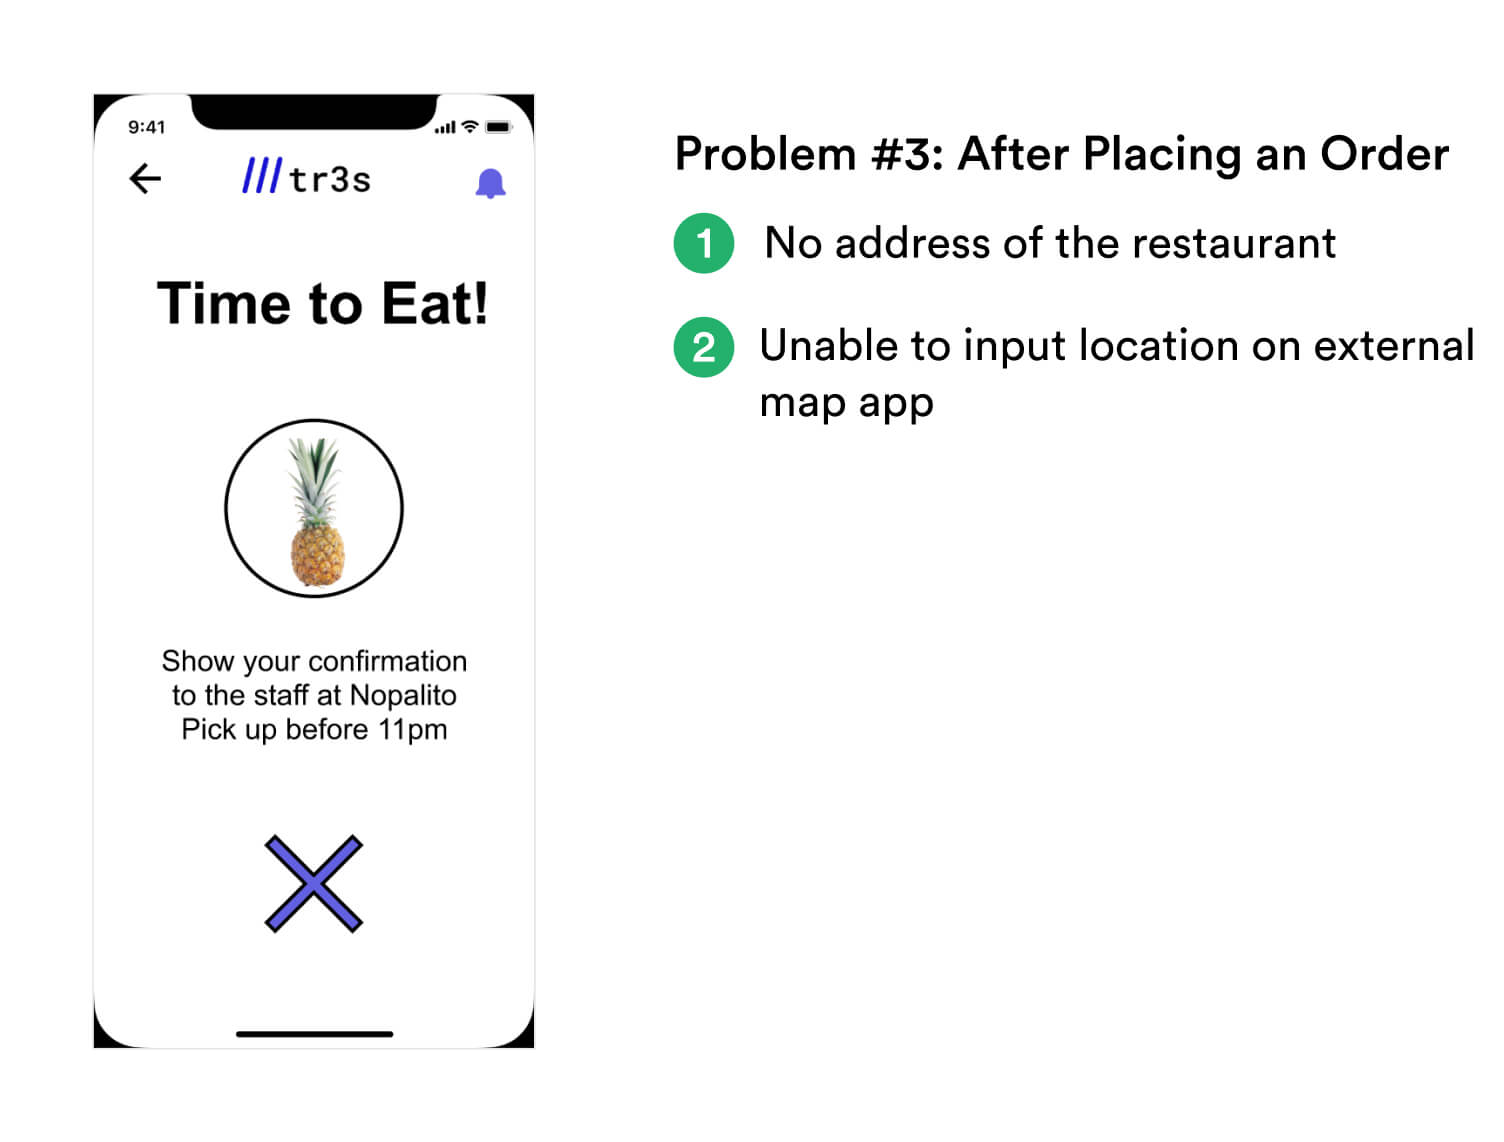 9:41
tr3s
Time to Eat!
Show your confirmation
to the staff at Nopalito
Pick up before 11pm
Problem #3: After Placing an Order
1 No address of the restaurant
2 Unable to input location on external
map app